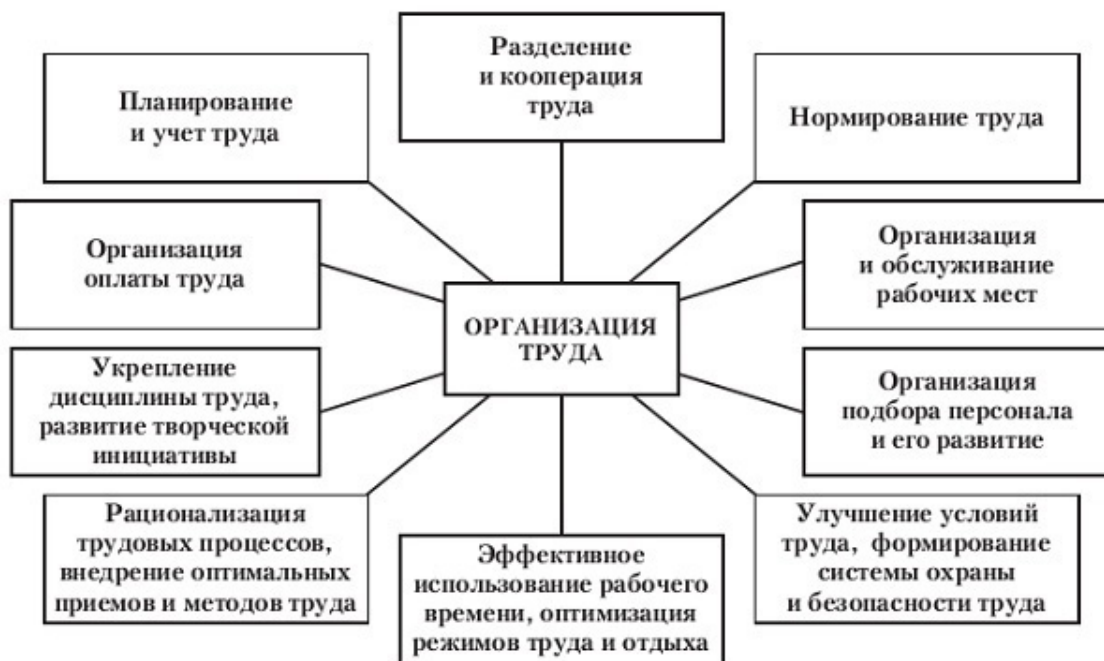 Разделение
и кооперация
труда
Планирование
и учет труда
Нормирование труда
Организация
оплаты труда
Организация
и обслуживание
рабочих мест
ОРГАНИЗАЦИЯ
ТРУДА
Укрепление
дисциплины труда,
развитие творческой
инициативы
Организация
подбора персонала
и его развитие
Рационализация
трудовых процессов,
внедрение оптимальных
приемов и методов труда
Эффективное
использование рабочего
времени, оптимизация
режимов труда и отдыха
Улучшение условий
труда, формирование
системы охраны
и безопасности труда